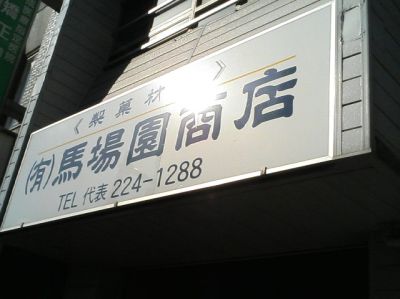 《製菓材　　》
(有)馬場園商店
TEL 代表 224-1288